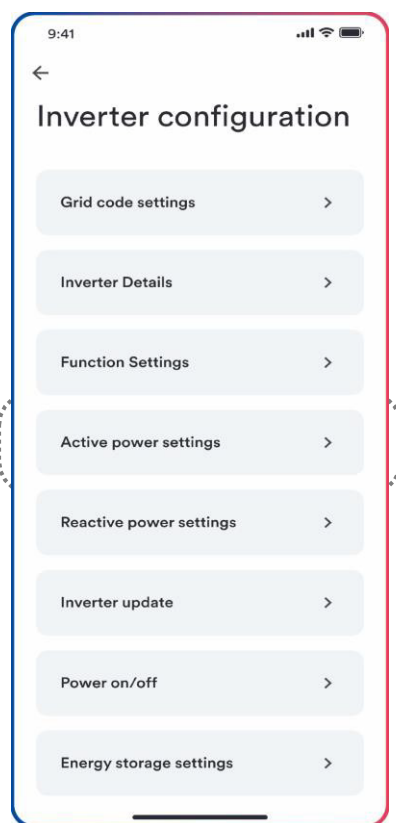 9:41
Inverter configuration
Grid code settings
Inverter Details
Function Settings
Active power settings
Reactive power settings
Inverter update
Power on/off
Energy storage settings